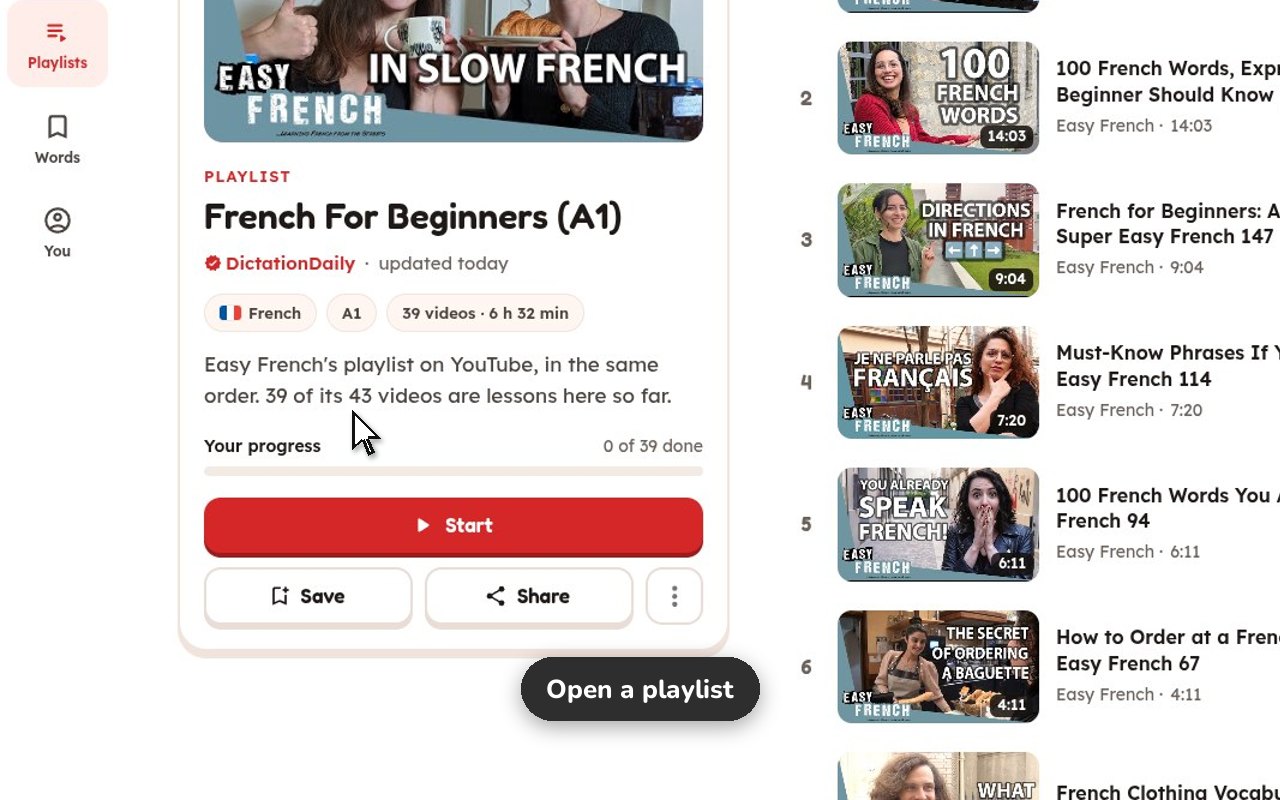 Playlists
Words
You
IN SLOW FRENCH
EASY
FRENCH
...LEARNING FRENCH FROM THE STREETS
PLAYLIST
French For Beginners (A1)
DictationDaily · updated today
French
A1
39 videos · 6 h 32 min
Easy French's playlist on YouTube, in the same
order. 39 of its 43 videos are lessons here so far.
Your progress
0 of 39 done
Start
Save
Share
Open a playlist
2
100
FRENCH
WORDS
EASY
FRENCH
14:03
100 French Words, Expr
Beginner Should Know
Easy French · 14:03
3
DIRECTIONS
IN FRENCH
EASY
FRENCH
9:04
French for Beginners: A
Super Easy French 147
Easy French · 9:04
4
JE NE PARLE PAS
FRANÇAIS
EASY
FRENCH
7:20
Must-Know Phrases If Y
Easy French 114
Easy French · 7:20
5
YOU ALREADY
SPEAK
FRENCH!
EASY
FRENCH
6:11
100 French Words You A
French 94
Easy French · 6:11
6
THE SECRET
OF ORDERING
A BAGUETTE
EASY
FRENCH
4:11
How to Order at a Fren
Easy French 67
Easy French · 4:11
WHAT
French Clothing Vocabu